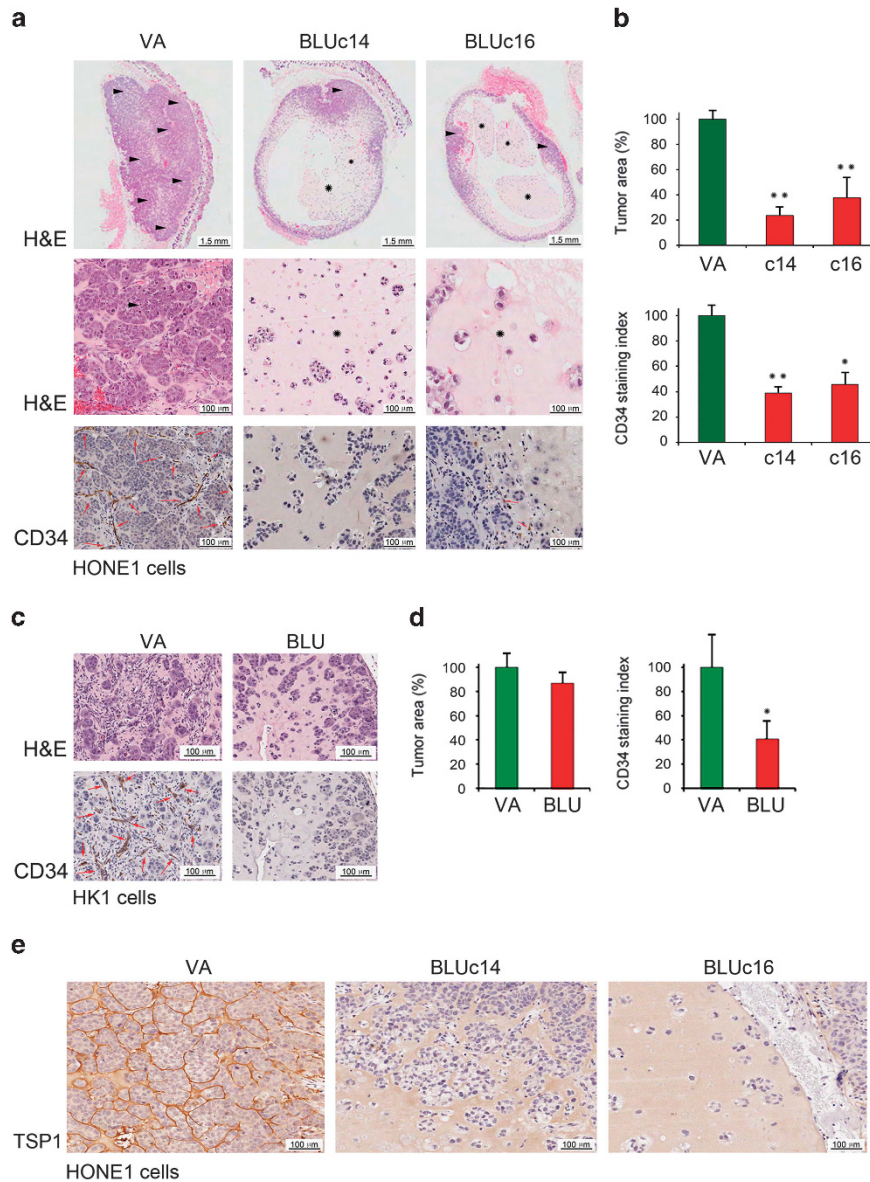 a
VA BLUc14 BLUc16
1.5 mm 1.5 mm 1.5 mm
H&E
100 µm 100 µm 100 µm
H&E
100 µm 100 µm 100 µm
CD34
HONE1 cells
b
Tumor area (%)
120
100
80
60
40
20
0
** **
VA c14 c16
CD34 staining index
120
100
80
60
40
20
0
** *
VA c14 c16
c
VA BLU
H&E
100 µm 100 µm
CD34
100 µm 100 µm
HK1 cells
d
Tumor area (%)
120
100
80
60
40
20
0
VA BLU
CD34 staining index
120
100
80
60
40
20
0
*
VA BLU
e
VA BLUc14 BLUc16
TSP1
100 µm 100 µm 100 µm
HONE1 cells